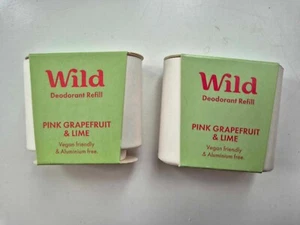 Wild
Deodorant Refill
PINK GRAPEFRUIT
& LIME
Vegan friendly
& Aluminium free.
Wild
Deodorant Refill
PINK GRAPEFRUIT
& LIME
Vegan friendly
& Aluminium free.